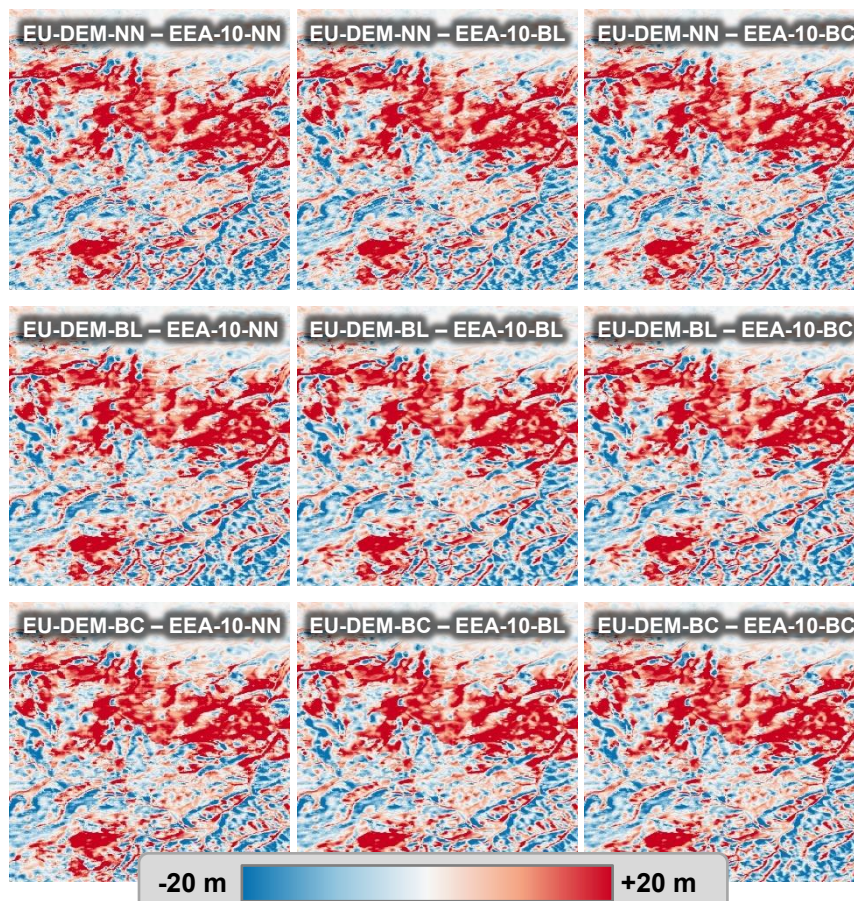 EU-DEM-NN – EEA-10-NN
EU-DEM-NN – EEA-10-BL
EU-DEM-NN – EEA-10-BC
EU-DEM-BL – EEA-10-NN
EU-DEM-BL – EEA-10-BL
EU-DEM-BL – EEA-10-BC
EU-DEM-BC – EEA-10-NN
EU-DEM-BC – EEA-10-BL
EU-DEM-BC – EEA-10-BC
-20 m
+20 m